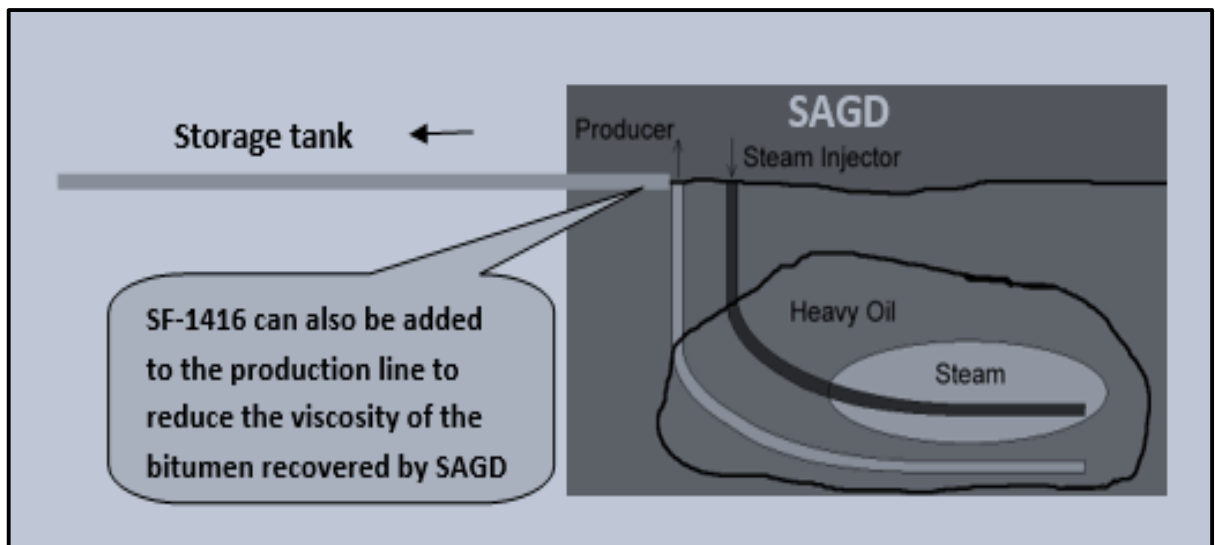 SAGD
Storage tank
Producer
Steam Injector
Heavy Oil
Steam
SF-1416 can also be added
to the production line to
reduce the viscosity of the
bitumen recovered by SAGD